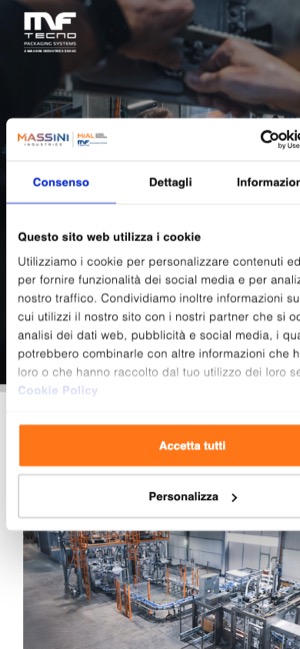 MF
TECNO
PACKAGING SYSTEMS
MASSINI
INDUSTRIES
MIAL
MF
Cookie
by Use
Consenso
Dettagli
Informazion
Questo sito web utilizza i cookie
Utilizziamo i cookie per personalizzare contenuti ed
per fornire funzionalità dei social media e per analiz
nostro traffico. Condividiamo inoltre informazioni su
cui utilizzi il nostro sito con i nostri partner che si oc
analisi dei dati web, pubblicità e social media, i qua
potrebbero combinarle con altre informazioni che h
loro o che hanno raccolto dal tuo utilizzo dei loro se
Cookie Policy
Accetta tutti
Personalizza